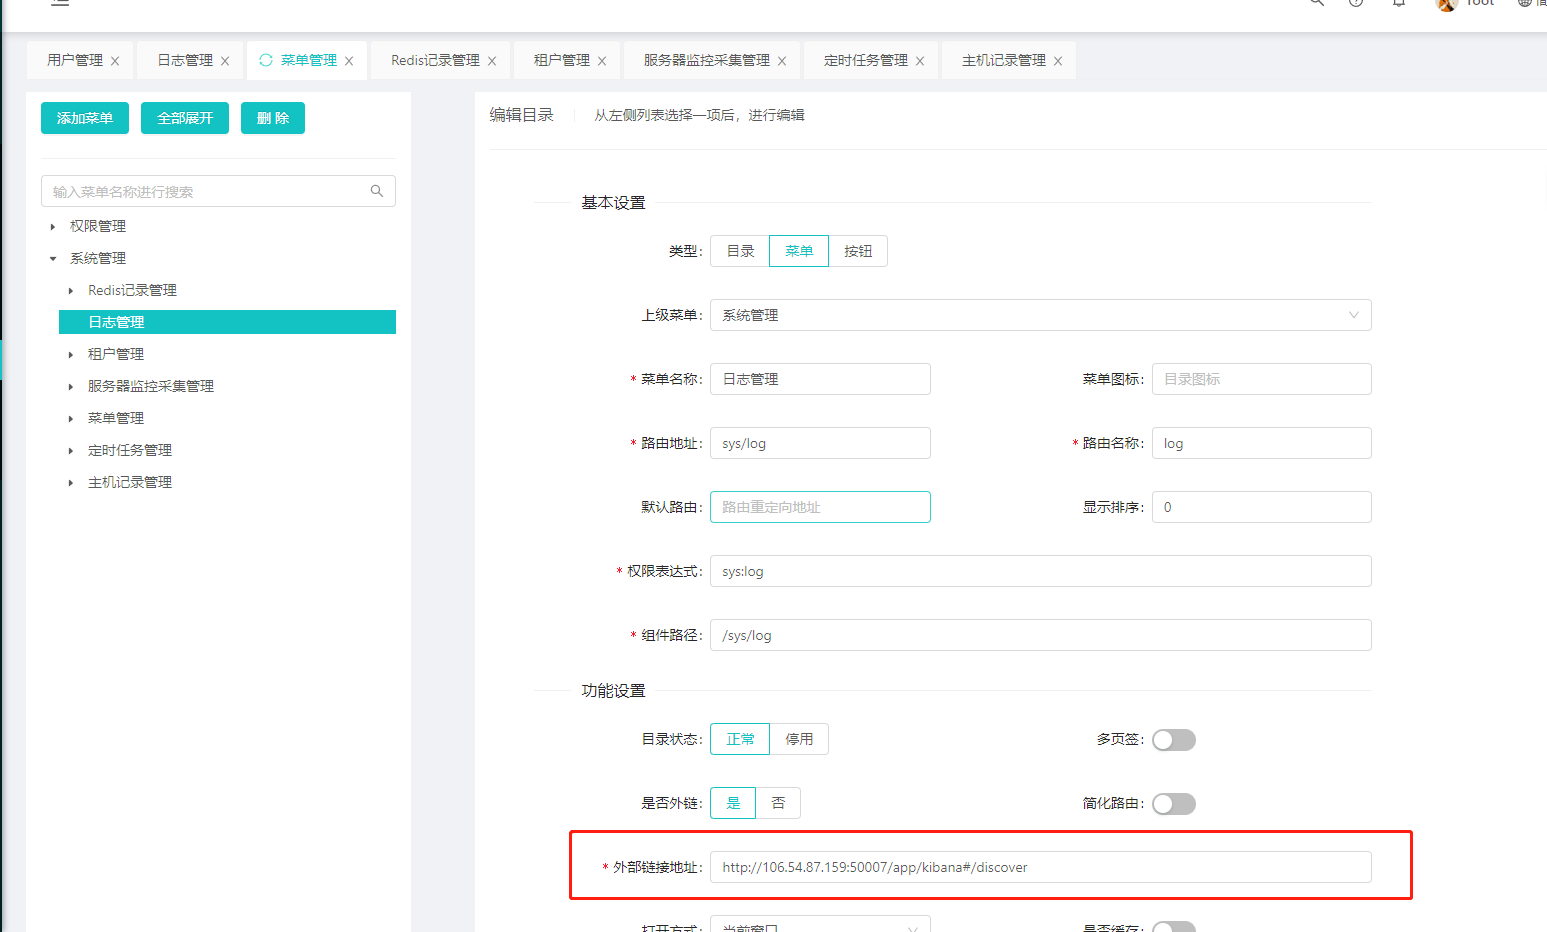 root 简
用户管理 日志管理 菜单管理 Redis记录管理 租户管理 服务器监控采集管理 定时任务管理 主机记录管理
添加菜单 全部展开 删 除
输入菜单名称进行搜索
权限管理
系统管理
Redis记录管理
日志管理
租户管理
服务器监控采集管理
菜单管理
定时任务管理
主机记录管理
编辑目录 从左侧列表选择一项后，进行编辑
基本设置
类型: 目录 菜单 按钮
上级菜单: 系统管理
* 菜单名称: 日志管理 菜单图标: 目录图标
* 路由地址: sys/log * 路由名称: log
默认路由: 路由重定向地址 显示排序: 0
* 权限表达式: sys:log
* 组件路径: /sys/log
功能设置
目录状态: 正常 停用 多页签:
是否外链: 是 否 简化路由:
* 外部链接地址: http://106.54.87.159:50007/app/kibana#/discover
打开方式: 当前窗口 是否缓存: